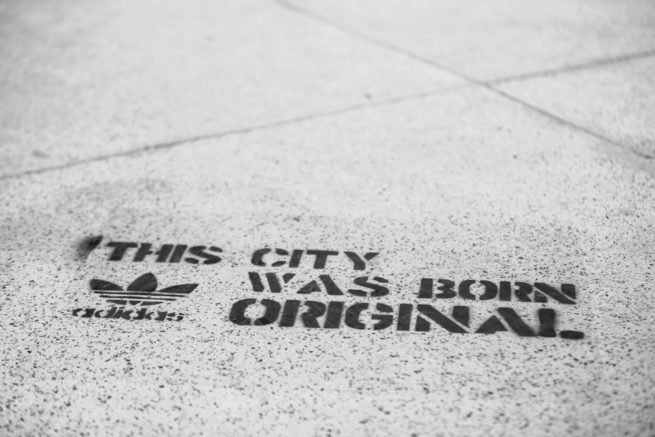 THIS CITY
WAS BORN
ORIGINAL.
adidas